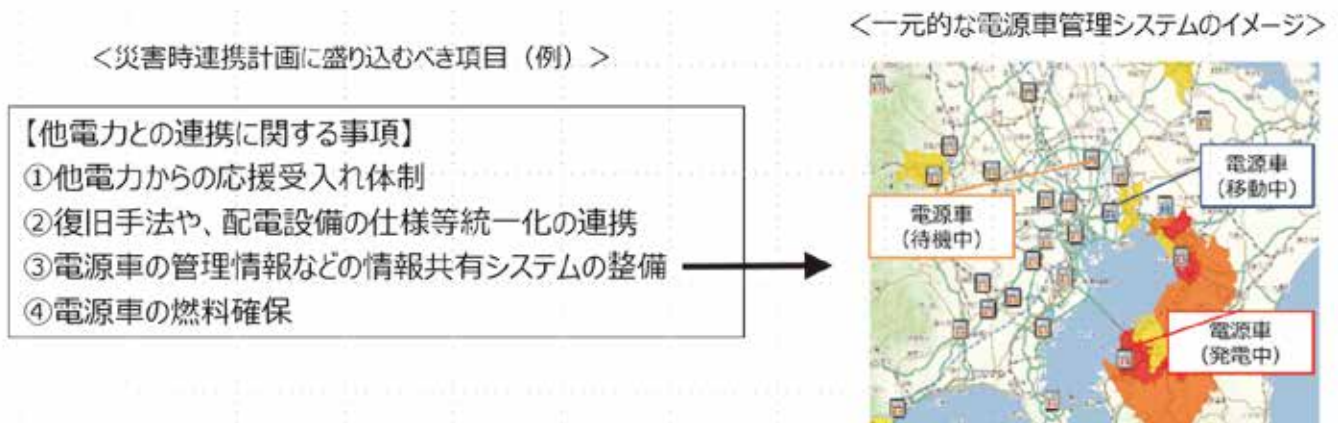 ＜災害時連携計画に盛り込むべき項目（例）＞
【他電力との連携に関する事項】
①他電力からの応援受入れ体制
②復旧手法や、配電設備の仕様等統一化の連携
③電源車の管理情報などの情報共有システムの整備
④電源車の燃料確保
＜一元的な電源車管理システムのイメージ＞
電源車
（移動中）
電源車
（待機中）
電源車
（発電中）